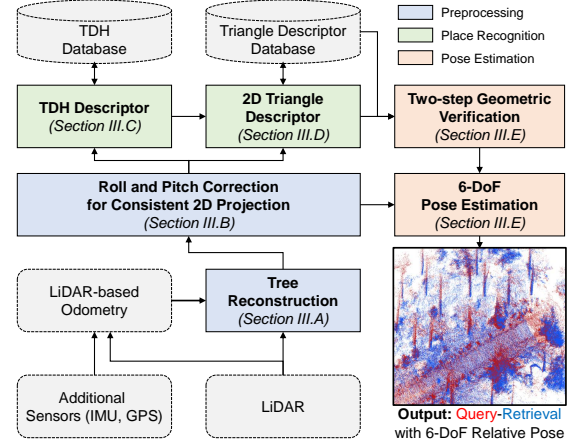 TDH
Database
Triangle Descriptor
Database
Preprocessing
Place Recognition
Pose Estimation
TDH Descriptor
(Section III.C)
2D Triangle
Descriptor
(Section III.D)
Two-step Geometric
Verification
(Section III.E)
Roll and Pitch Correction
for Consistent 2D Projection
(Section III.B)
6-DoF
Pose Estimation
(Section III.E)
LiDAR-based
Odometry
Tree
Reconstruction
(Section III.A)
Additional
Sensors (IMU, GPS)
LiDAR
Output: Query-Retrieval
with 6-DoF Relative Pose